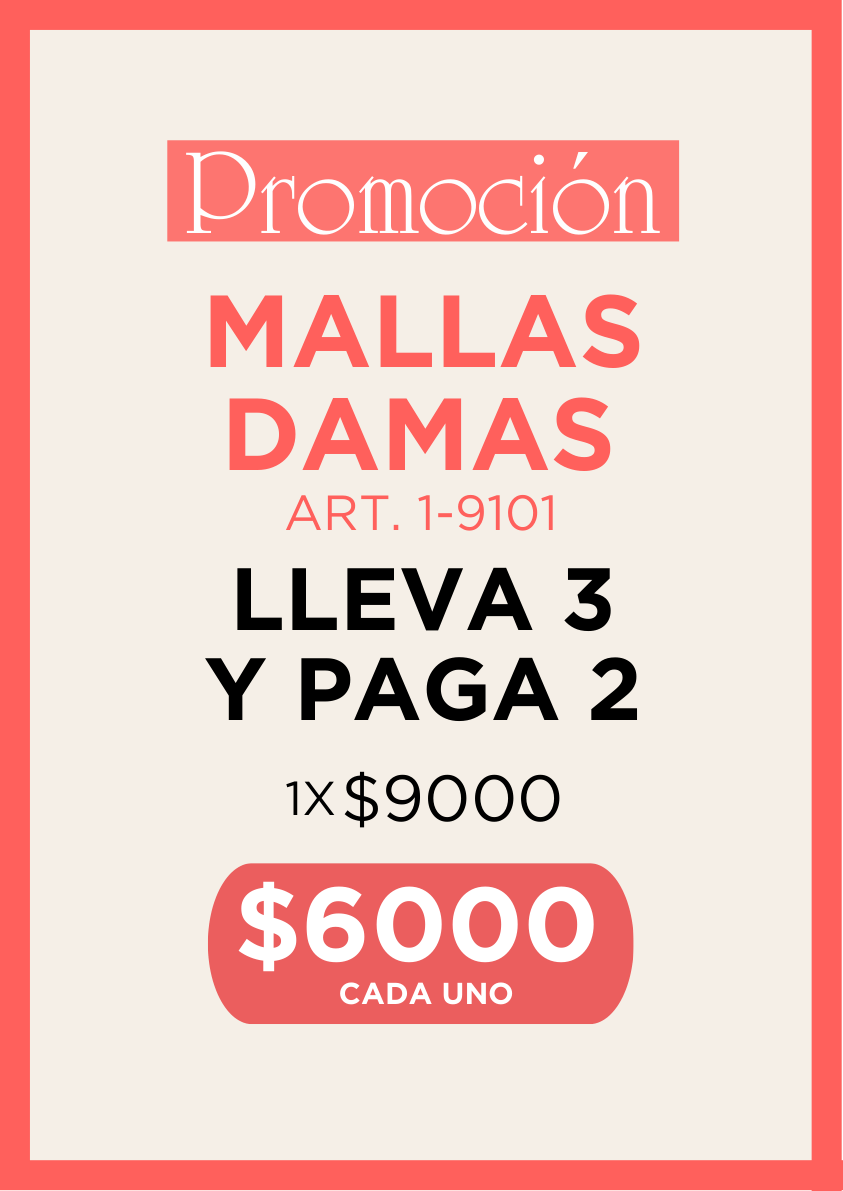 Promoción
MALLAS
DAMAS
ART. 1-9101
LLEVA 3
Y PAGA 2
1X $9000
$6000
CADA UNO